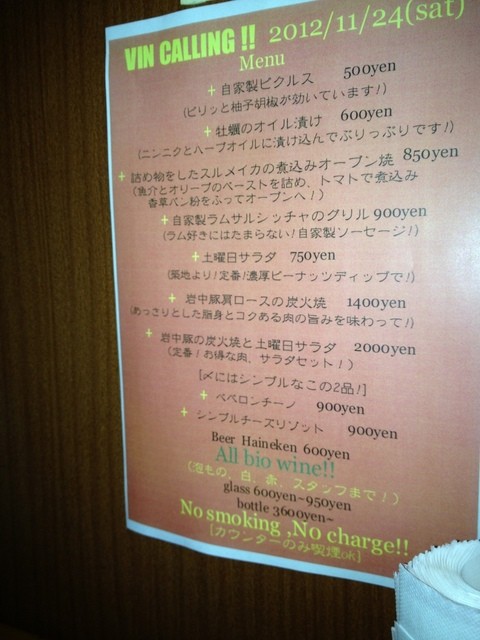 VIN CALLING !! 2012/11/24(sat)
Menu
+ 自家製ピクルス 500yen
(ピリッと柚子胡椒が効いています!)
+ 牡蠣のオイル漬け 600yen
(ニンニクとハーブオイルに漬け込んでぷりっぷりです!)
+ 詰め物をしたスルメイカの煮込みオーブン焼 850yen
(魚介とオリーブのペーストを詰め、トマトで煮込み
香草パン粉をふってオーブンへ!)
+ 自家製ラムサルシッチャのグリル 900yen
(ラム好きにはたまらない!自家製ソーセージ!)
+ 土曜日サラダ 750yen
(築地より!定番!濃厚ピーナッツディップで!)
+ 岩中豚肩ロースの炭火焼 1400yen
(あっさりとした脂身とコクある肉の旨みを味わって!)
+ 岩中豚の炭火焼と土曜日サラダ 2000yen
(定番!お得な肉、サラダセット!)
[〆にはシンプルなこの2品!]
+ ペペロンチーノ 900yen
+ シンプルチーズリゾット 900yen
Beer Haineken 600yen
All bio wine!!
(泡もの、白、赤、スタッフまで!)
glass 600yen~950yen
bottle 3600yen~
No smoking ,No charge!!
[カウンターのみ喫煙ok]